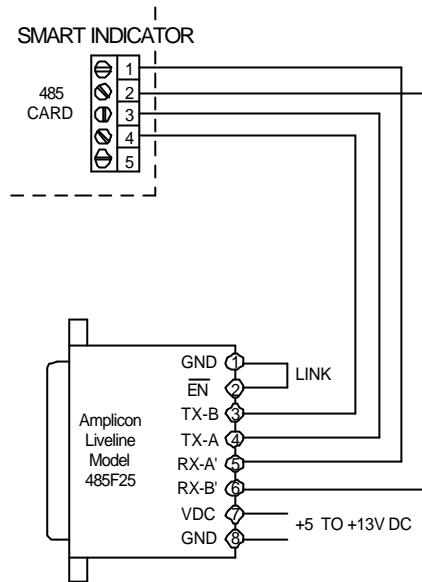 SMART INDICATOR
485
CARD
1
2
3
4
5
Amplicon
Liveline
Model
485F25
GND 1
EN 2
LINK
TX-B 3
TX-A 4
RX-A' 5
RX-B' 6
VDC 7
+5 TO +13V DC
GND 8